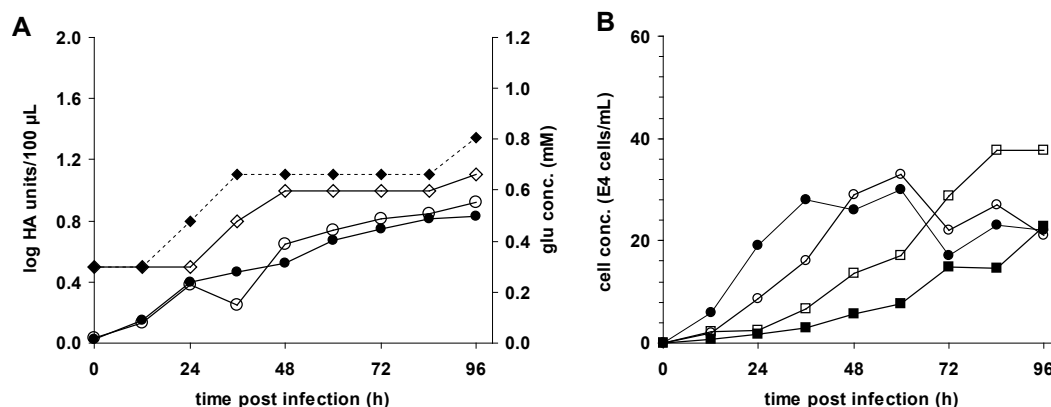 A
2.0
1.6
1.2
0.8
0.4
0.0
log HA units/100 µL
1.2
1.0
0.8
0.6
0.4
0.2
0.0
glu conc. (mM)
0 24 48 72 96
time post infection (h)
B
60
40
20
0
cell conc. (E4 cells/mL)
0 24 48 72 96
time post infection (h)